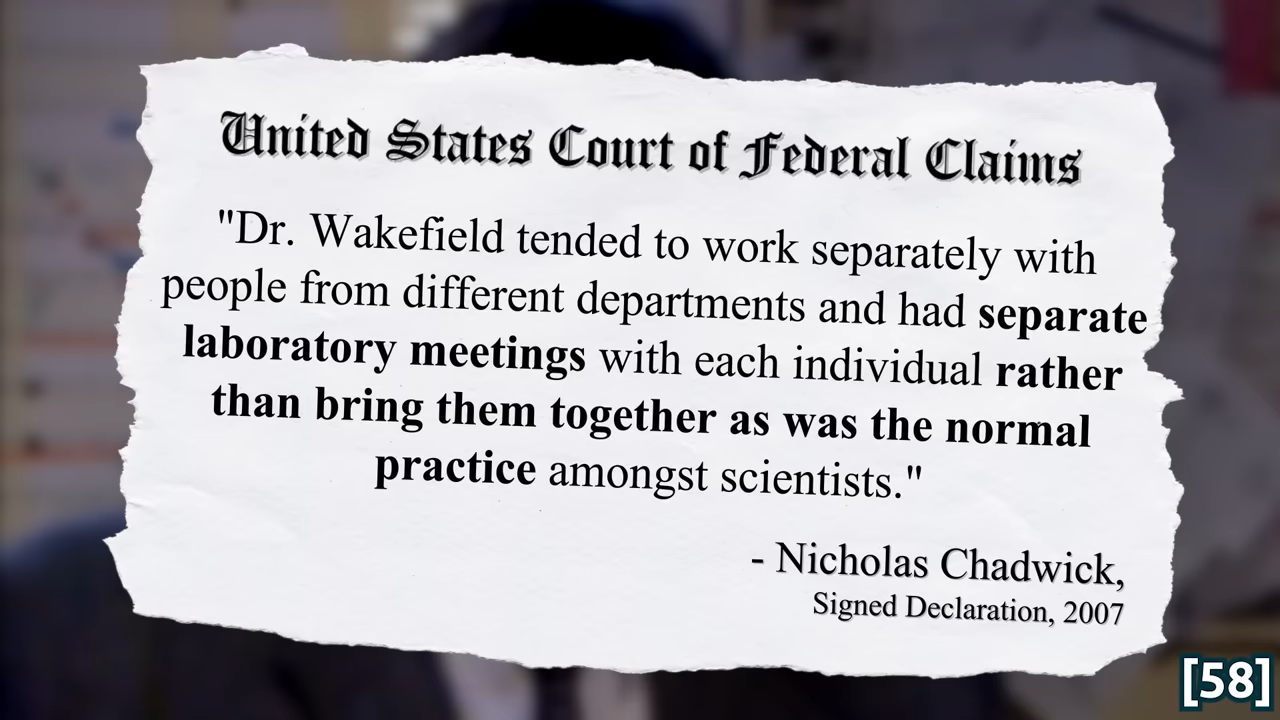 United States Court of Federal Claims
"Dr. Wakefield tended to work separately with
people from different departments and had separate
laboratory meetings with each individual rather
than bring them together as was the normal
practice amongst scientists."
- Nicholas Chadwick,
Signed Declaration, 2007
[58]